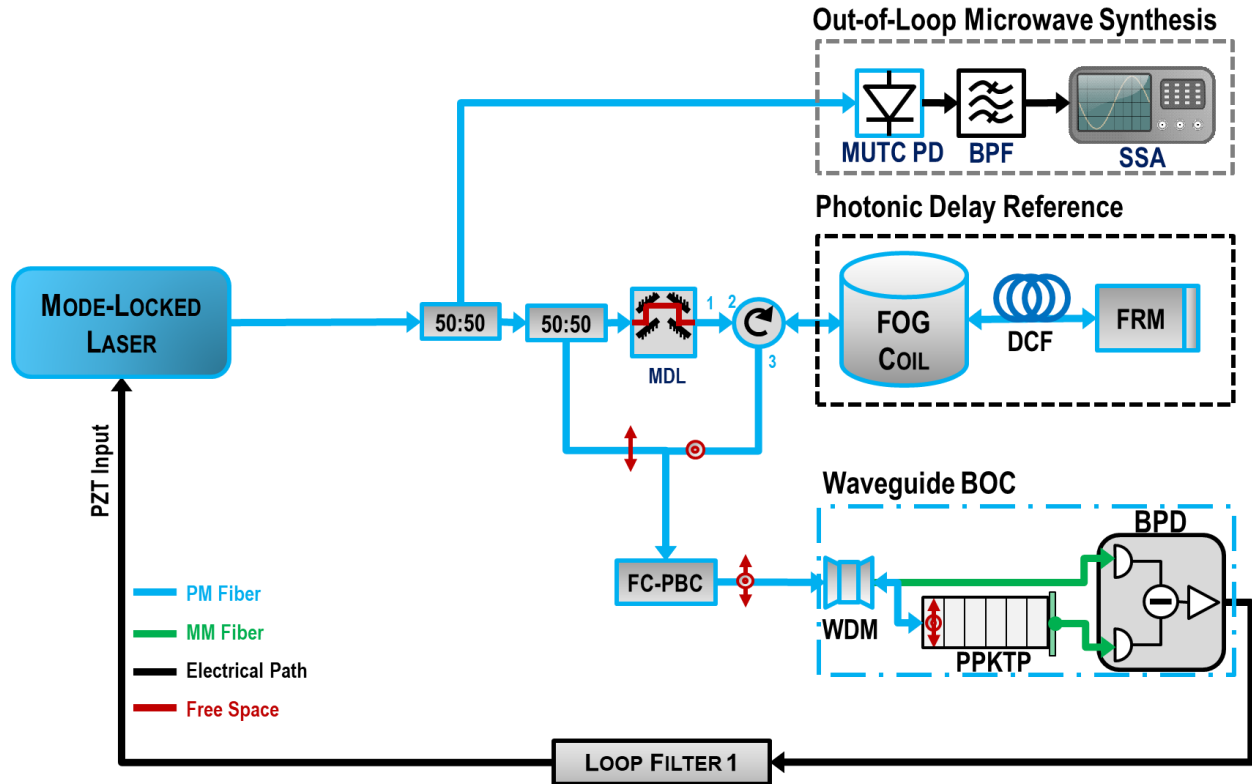 Out-of-Loop Microwave Synthesis
MUTC PD
BPF
SSA
Photonic Delay Reference
MODE-LOCKED
LASER
50:50
50:50
MDL
1
2
3
FOG
COIL
DCF
FRM
PZT Input
Waveguide BOC
BPD
FC-PBC
WDM
PPKTP
PM Fiber
MM Fiber
Electrical Path
Free Space
LOOP FILTER 1